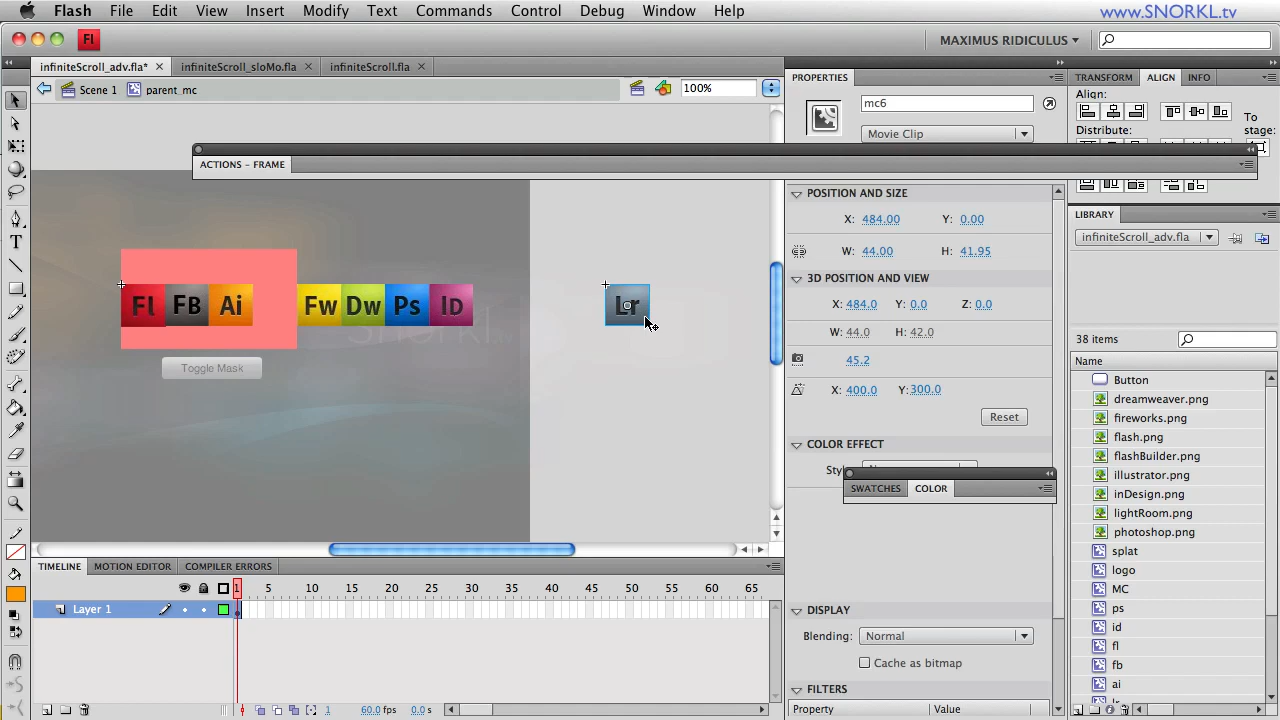 Flash File Edit View Insert Modify Text Commands Control Debug Window Help www.SNORKL.tv
Fl MAXIMUS RIDICULUS
infiniteScroll_adv.fla* infiniteScroll_sloMo.fla infiniteScroll.fla PROPERTIES TRANSFORM ALIGN INFO
Scene 1 parent_mc 100% Align:
mc6 To
Movie Clip Distribute: stage:
ACTIONS - FRAME
POSITION AND SIZE
X: 484.00 Y: 0.00 LIBRARY
infiniteScroll_adv.fla
W: 44.00 H: 41.95
3D POSITION AND VIEW
X: 484.0 Y: 0.0 Z: 0.0
Fl FB Ai Fw Dw Ps ID Lr
W: 44.0 H: 42.0
snorkl.tv
38 items
45.2 Name
Toggle Mask
Button
X: 400.0 Y: 300.0 dreamweaver.png
Reset fireworks.png
flash.png
COLOR EFFECT
flashBuilder.png
illustrator.png
SWATCHES COLOR inDesign.png
lightRoom.png
photoshop.png
splat
TIMELINE MOTION EDITOR COMPILER ERRORS logo
1 5 10 15 20 25 30 35 40 45 50 55 60 65 MC
Layer 1 DISPLAY ps
id
Blending: Normal fl
Cache as bitmap fb
ai
FILTERS
1 60.0 fps 0.0 s Property Value